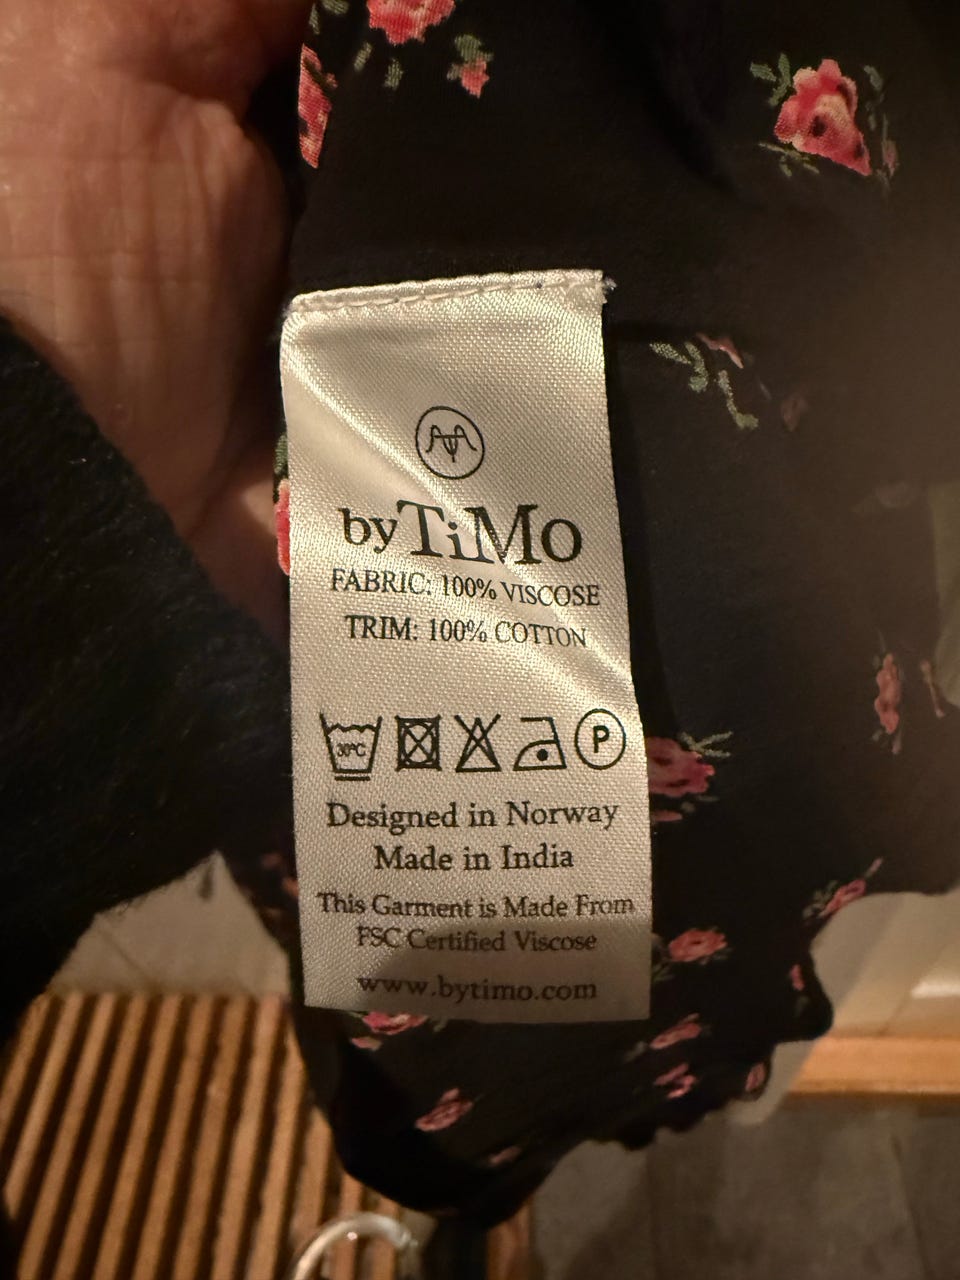 byTiMo
FABRIC: 100% VISCOSE
TRIM: 100% COTTON
30°C P
Designed in Norway
Made in India
This Garment is Made From
FSC Certified Viscose
www.bytimo.com